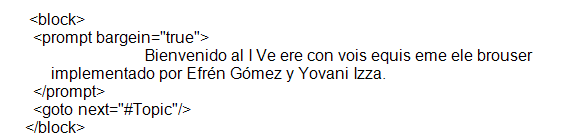 <block>
<prompt bargein="true">
Bienvenido al I Ve ere con vois equis eme ele brouser
implementado por Efrén Gómez y Yovani Izza.
</prompt>
<goto next="#Topic"/>
</block>